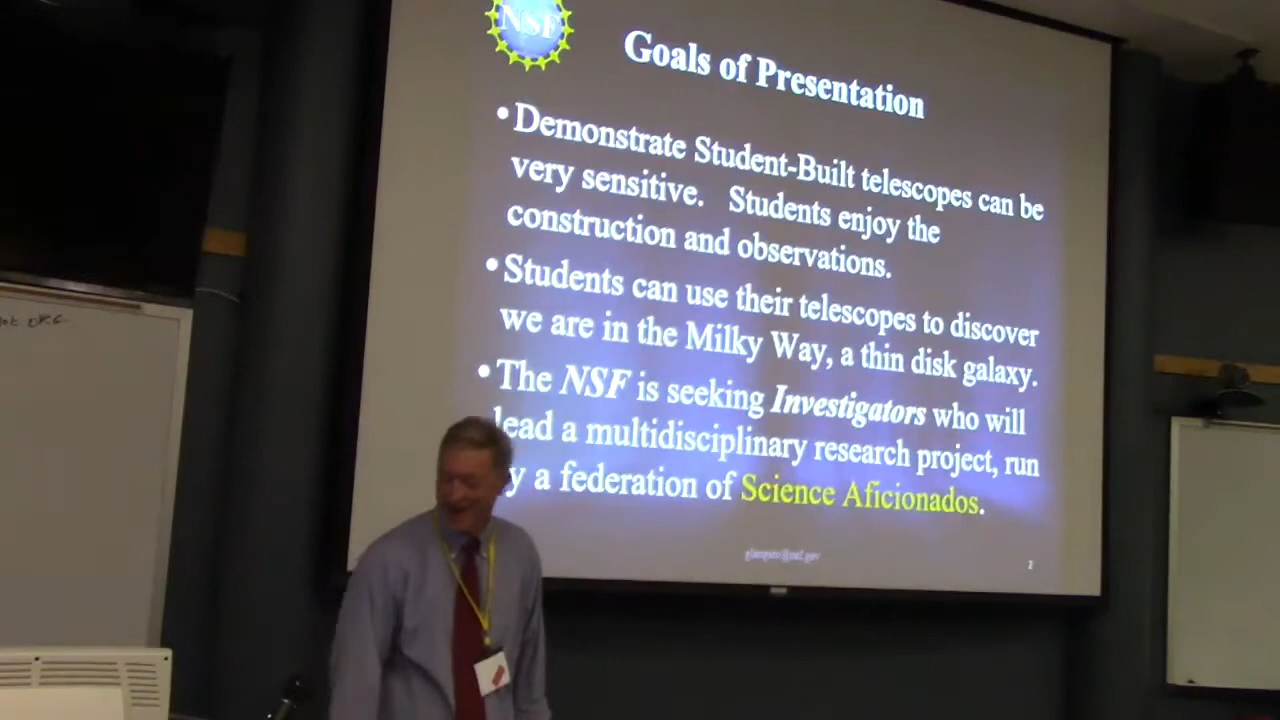 NSF
Goals of Presentation
• Demonstrate Student-Built telescopes can be
very sensitive. Students enjoy the
construction and observations.
• Students can use their telescopes to discover
we are in the Milky Way, a thin disk galaxy.
• The NSF is seeking Investigators who will
lead a multidisciplinary research project, run
y a federation of Science Aficionados.
2